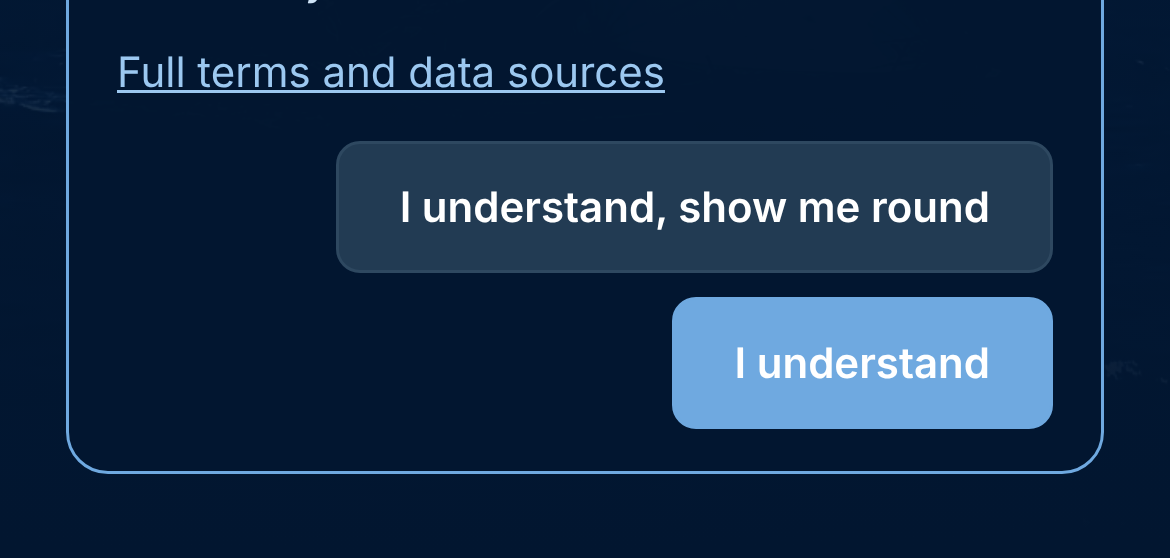 Full terms and data sources
I understand, show me round
I understand